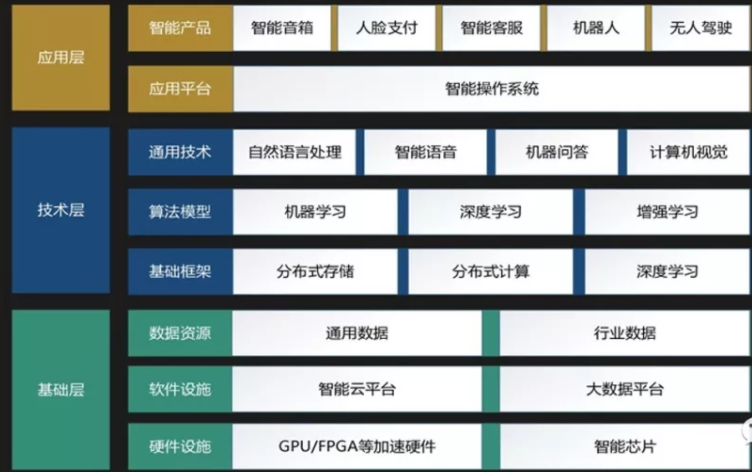 应用层
智能产品 智能音箱 人脸支付 智能客服 机器人 无人驾驶
应用平台 智能操作系统
技术层
通用技术 自然语言处理 智能语音 机器问答 计算机视觉
算法模型 机器学习 深度学习 增强学习
基础框架 分布式存储 分布式计算 深度学习
基础层
数据资源 通用数据 行业数据
软件设施 智能云平台 大数据平台
硬件设施 GPU/FPGA等加速硬件 智能芯片